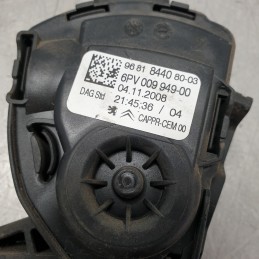 96 81 8440 80-03
6PV 009 949-00
DAG Std 04.11.2008
21:45:36 / 04
CAPPR-CEM 00